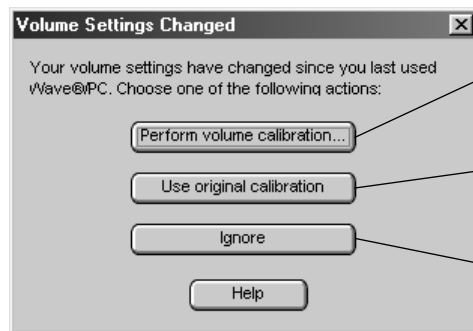 Volume Settings Changed
Your volume settings have changed since you last used
Wave®/PC. Choose one of the following actions:
Perform volume calibration...
Use original calibration
Ignore
Help